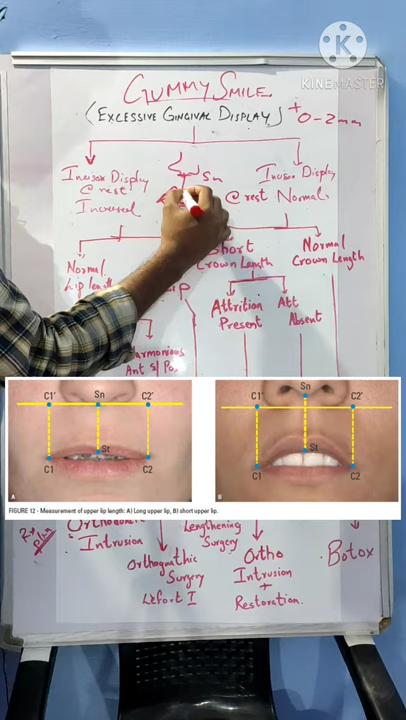 KINEMASTER
GUMMY SMILE
(EXCESSIVE GINGIVAL DISPLAY) + 0-2mm
Incisor Display
@ rest
Increased
Sn
Incisor Display
@ rest Normal
Normal
Lip length
Lip
Short
Crown Length
Normal
Crown Length
Harmonious
Ant s/ Pos.
Attrition
Present
Att
Absent
C1' Sn C2'
St
C1 C2
A
C1' Sn C2'
St
C1 C2
B
FIGURE 12 - Measurement of upper lip length: A) Long upper lip, B) short upper lip.
Orthodontic
Intrusion
Orthognathic
Surgery
Lefort I
Lengthening
Surgery
Ortho
Intrusion
+
Restoration.
Botox